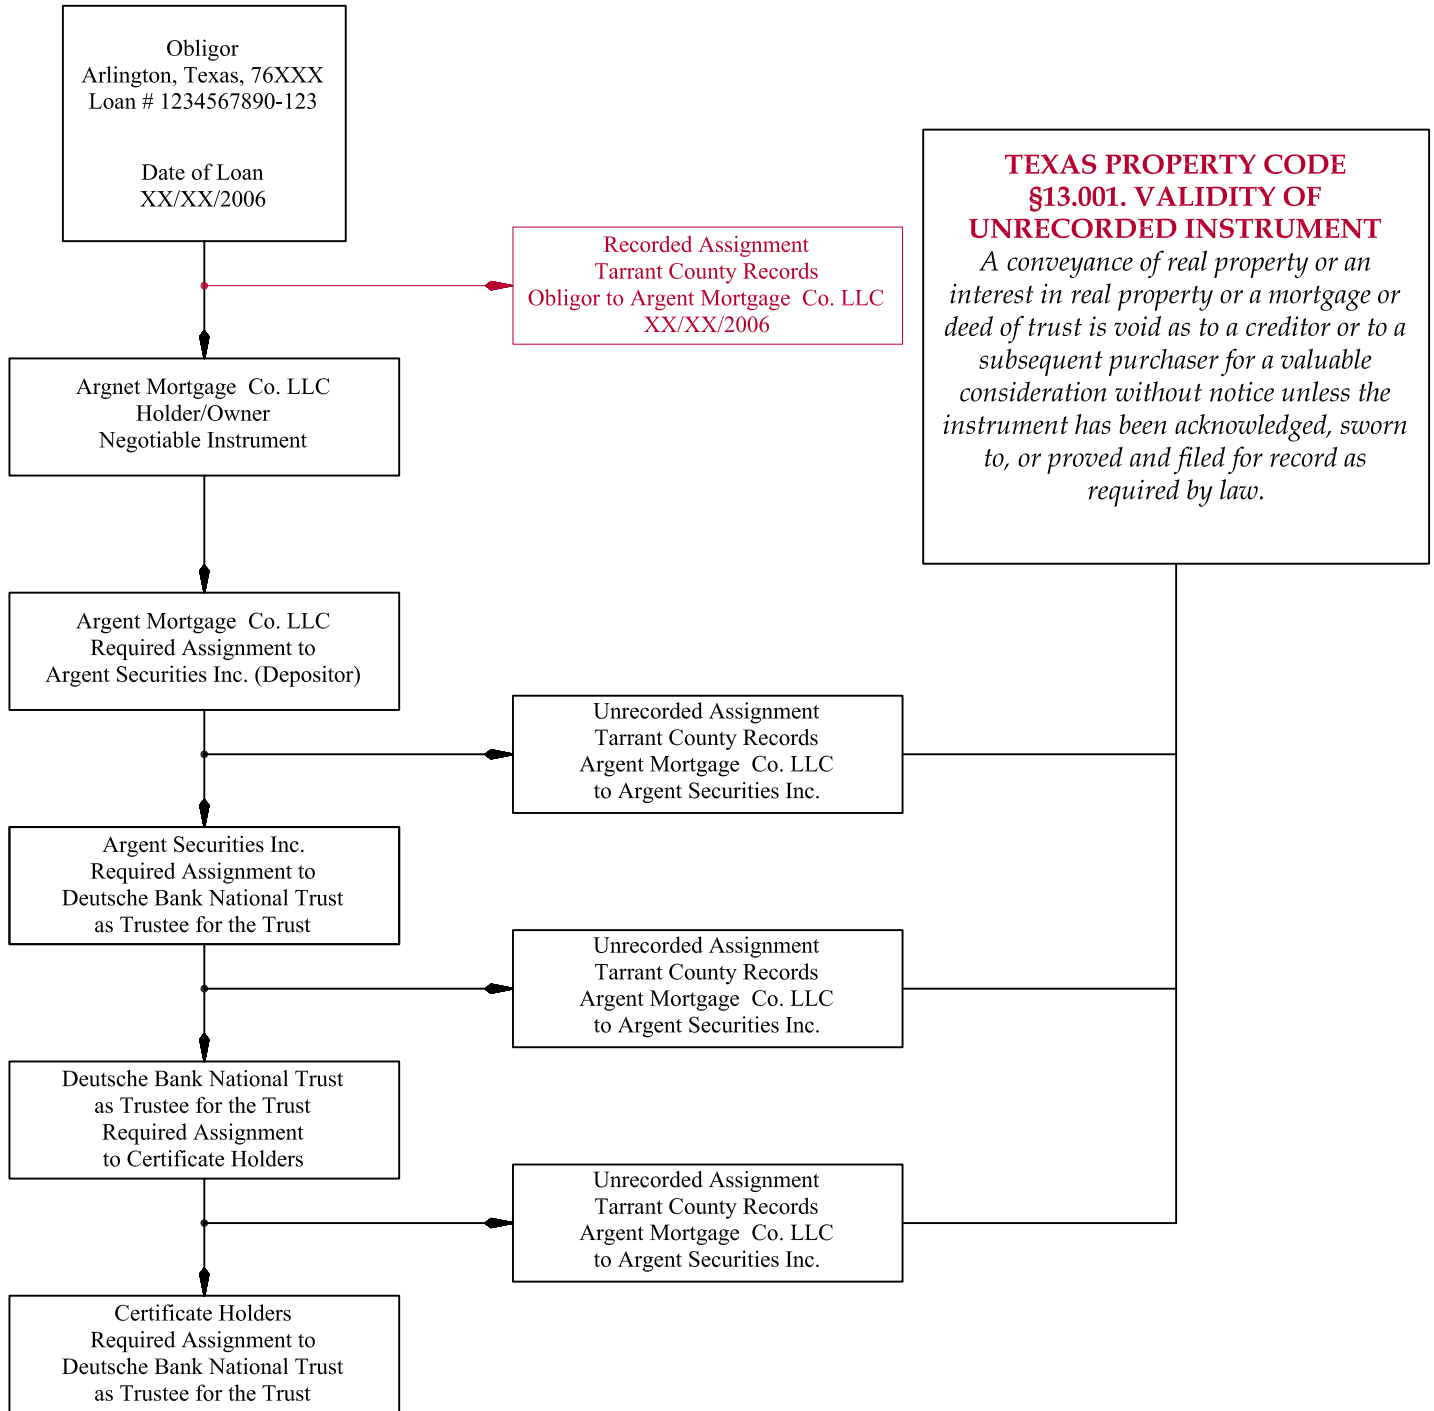 Obligor
Arlington, Texas, 76XXX
Loan # 1234567890-123
Date of Loan
XX/XX/2006
Recorded Assignment
Tarrant County Records
Obligor to Argent Mortgage Co. LLC
XX/XX/2006
TEXAS PROPERTY CODE
§13.001. VALIDITY OF
UNRECORDED INSTRUMENT
A conveyance of real property or an
interest in real property or a mortgage or
deed of trust is void as to a creditor or to a
subsequent purchaser for a valuable
consideration without notice unless the
instrument has been acknowledged, sworn
to, or proved and filed for record as
required by law.
Argnet Mortgage Co. LLC
Holder/Owner
Negotiable Instrument
Argent Mortgage Co. LLC
Required Assignment to
Argent Securities Inc. (Depositor)
Unrecorded Assignment
Tarrant County Records
Argent Mortgage Co. LLC
to Argent Securities Inc.
Argent Securities Inc.
Required Assignment to
Deutsche Bank National Trust
as Trustee for the Trust
Unrecorded Assignment
Tarrant County Records
Argent Mortgage Co. LLC
to Argent Securities Inc.
Deutsche Bank National Trust
as Trustee for the Trust
Required Assignment
to Certificate Holders
Unrecorded Assignment
Tarrant County Records
Argent Mortgage Co. LLC
to Argent Securities Inc.
Certificate Holders
Required Assignment to
Deutsche Bank National Trust
as Trustee for the Trust